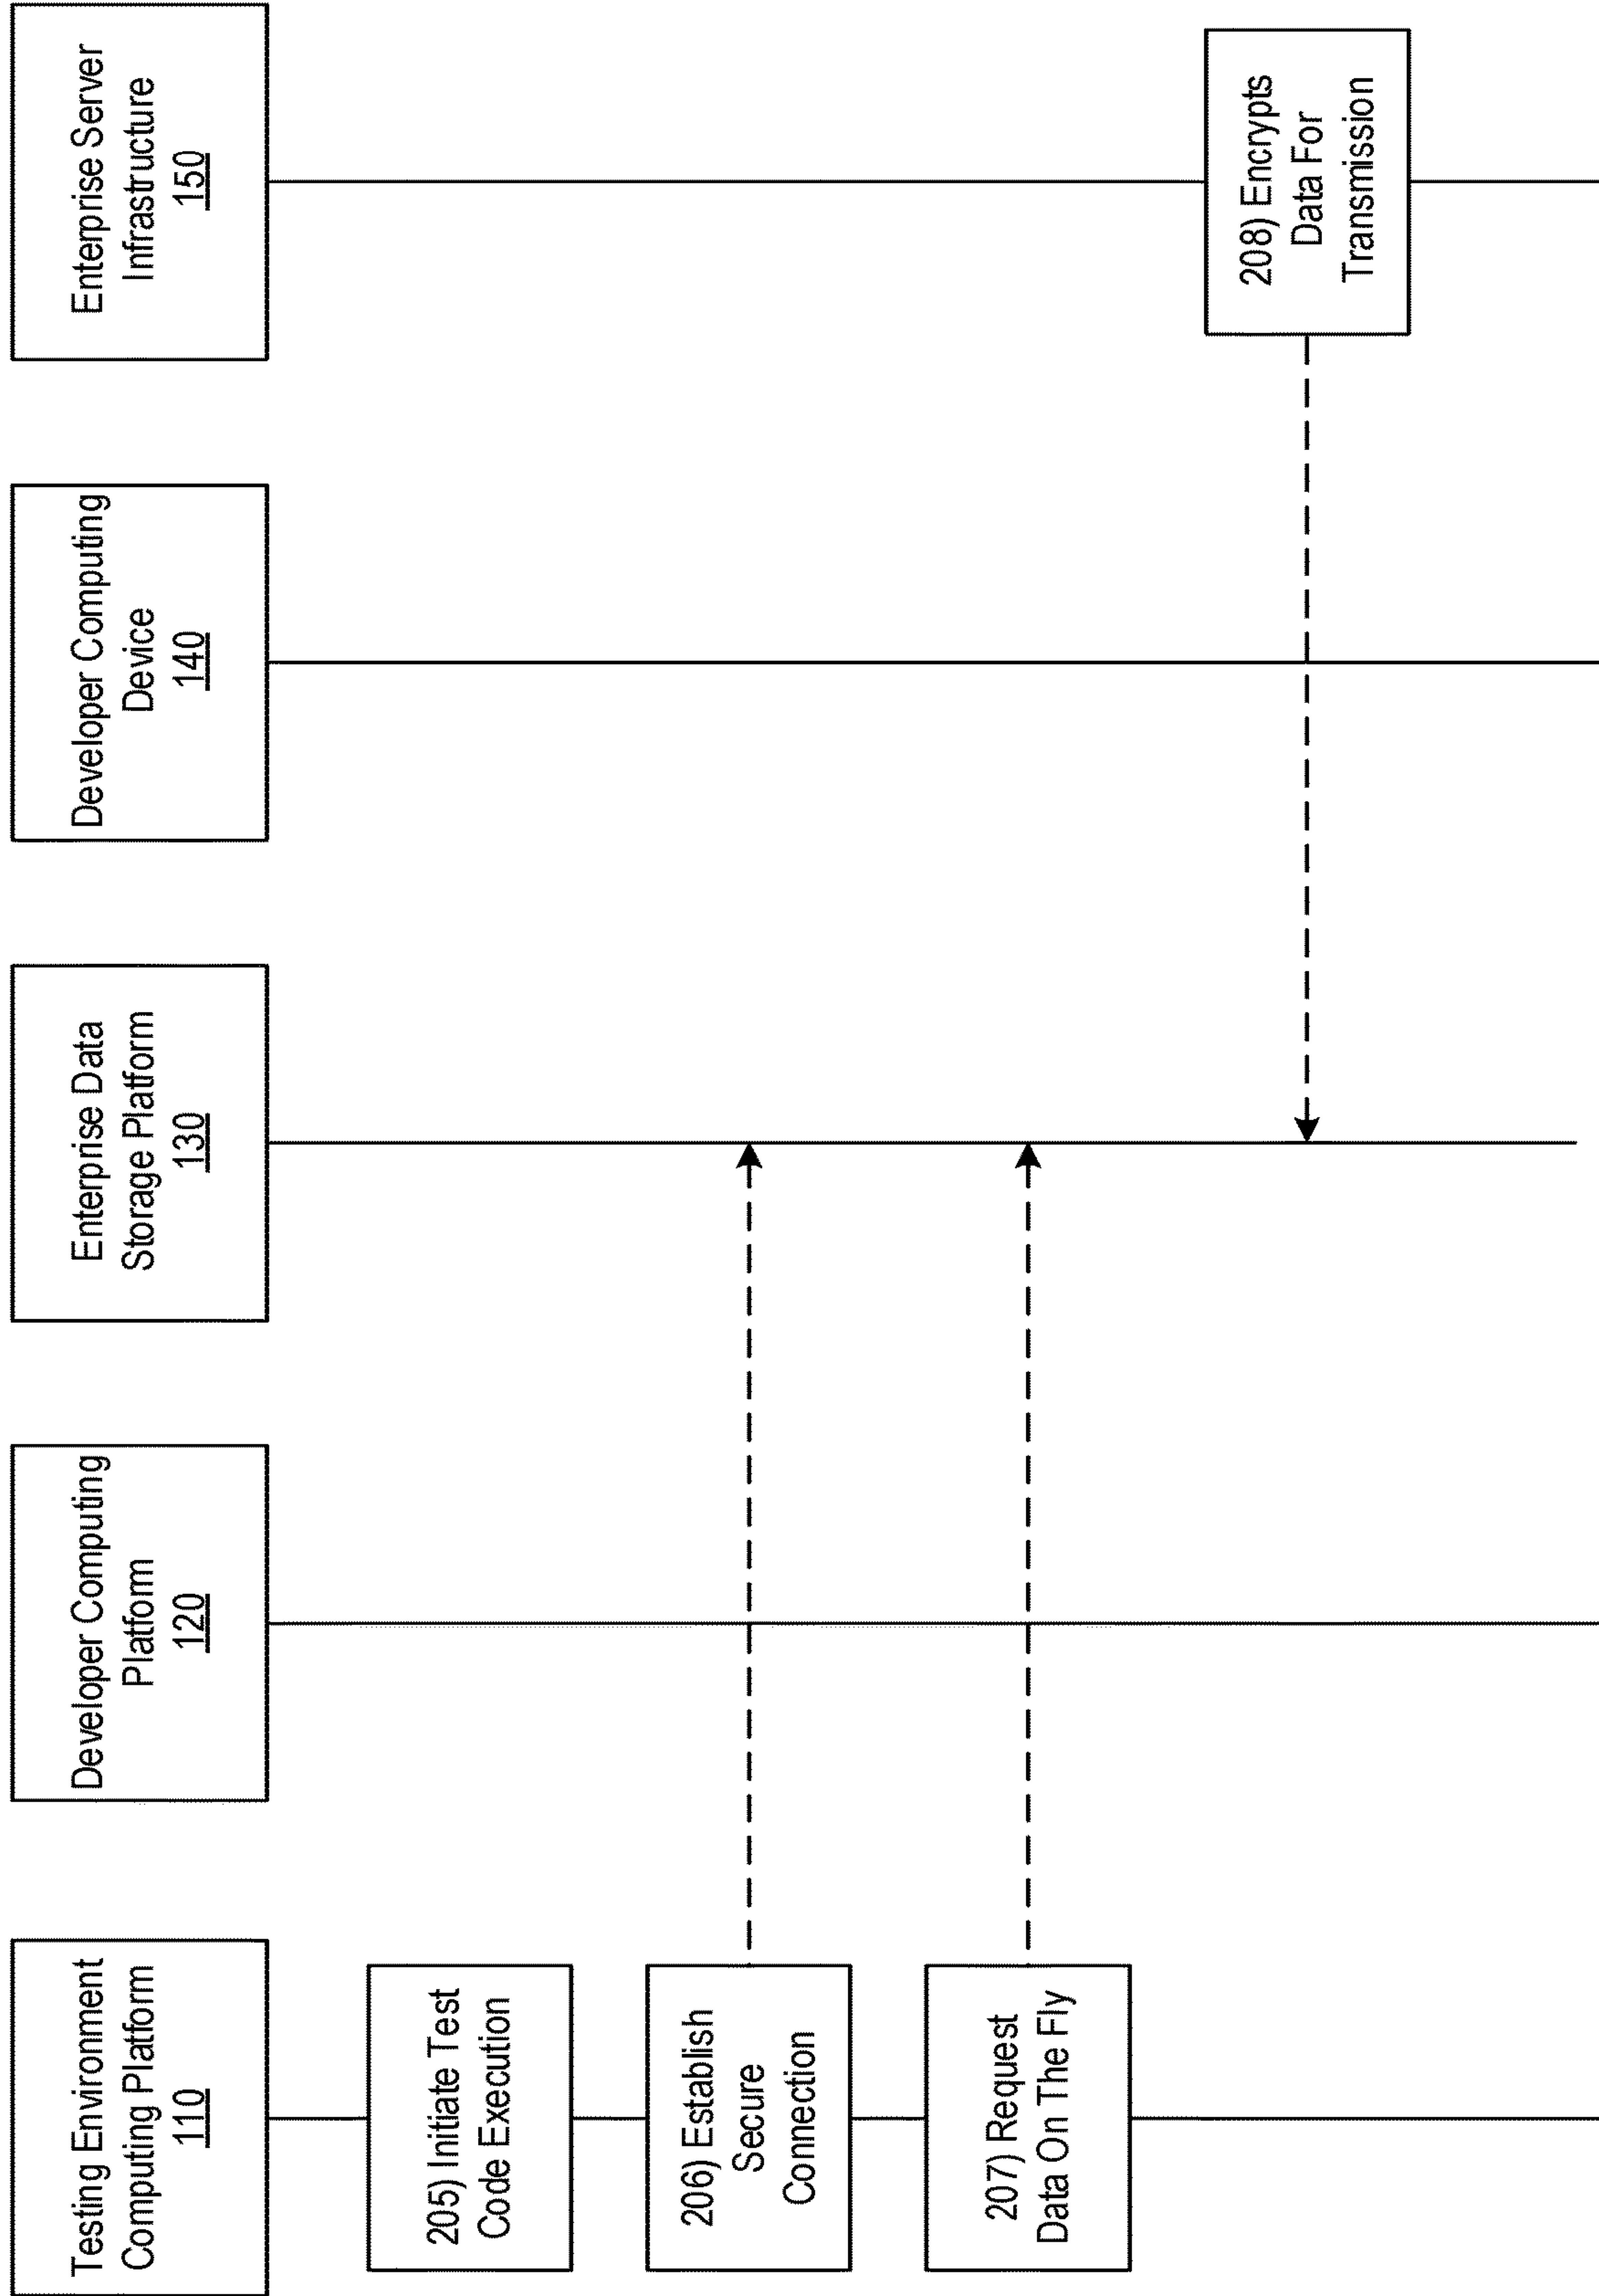 Testing Environment
Computing Platform
110
Developer Computing
Platform
120
Enterprise Data
Storage Platform
130
Developer Computing
Device
140
Enterprise Server
Infrastructure
150
205) Initiate Test
Code Execution
206) Establish
Secure
Connection
207) Request
Data On The Fly
208) Encrypts
Data For
Transmission